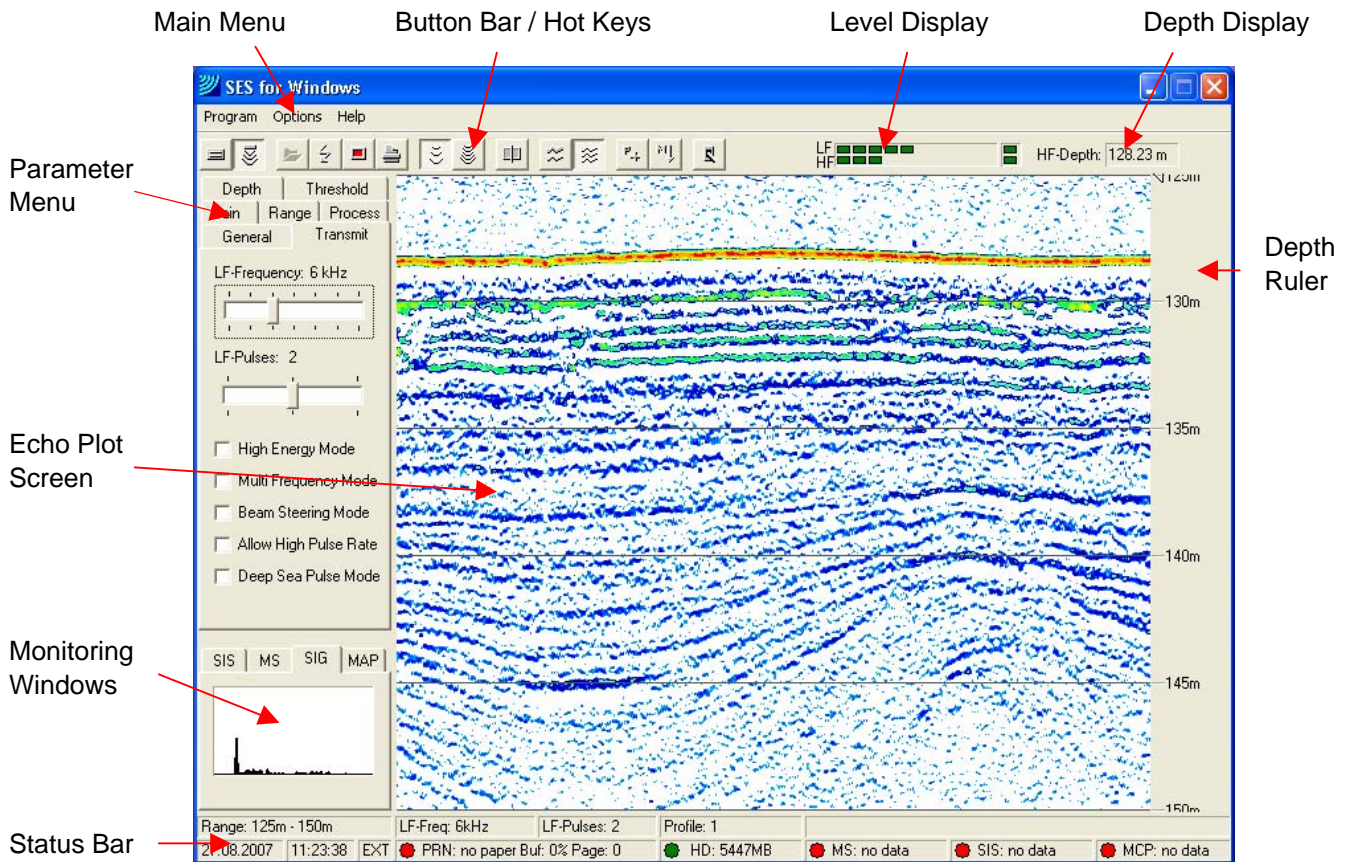 Main Menu
Button Bar / Hot Keys
Level Display
Depth Display
SES for Windows
Program Options Help
LF
HF
HF-Depth: 128.23 m
Parameter
Menu
Depth Threshold
Range Process
General Transmit
LF-Frequency: 6 kHz
LF-Pulses: 2
High Energy Mode
Multi Frequency Mode
Beam Steering Mode
Allow High Pulse Rate
Deep Sea Pulse Mode
Echo Plot
Screen
125m
130m
135m
140m
145m
150m
Depth
Ruler
Monitoring
Windows
SIS MS SIG MAP
Status Bar
Range: 125m - 150m LF-Freq: 6kHz LF-Pulses: 2 Profile: 1
27.08.2007 11:23:38 EXT PRN: no paper Buf: 0% Page: 0 HD: 5447MB MS: no data SIS: no data MCP: no data